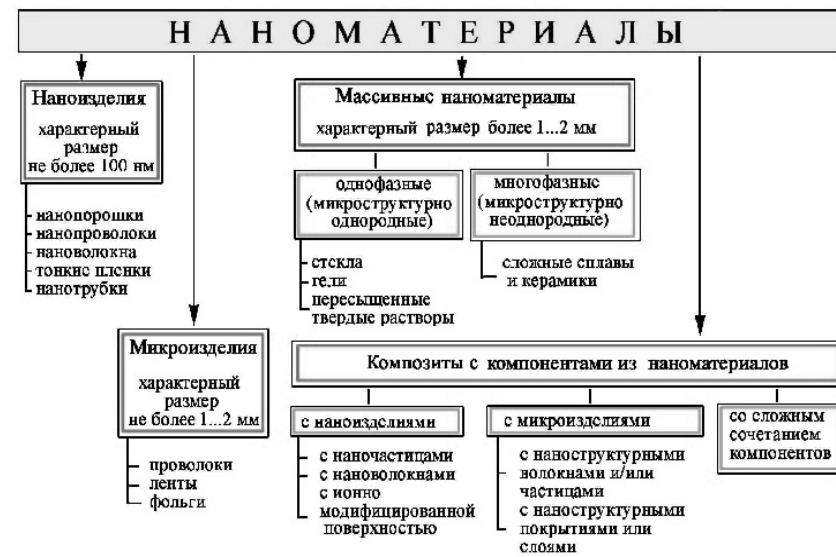 НАНОМАТЕРИАЛЫ
Наноизделия
характерный
размер
не более 100 нм
нанопорошки
нанопроволоки
нановолокна
тонкие пленки
нанотрубки
Микроизделия
характерный
размер
не более 1...2 мм
проволоки
ленты
фольги
Массивные наноматериалы
характерный размер более 1...2 мм
однофазные
(микроструктурно
однородные)
стекла
гели
пересыщенные
твердые растворы
многофазные
(микроструктурно
неоднородные)
сложные сплавы
и керамики
Композиты с компонентами из наноматериалов
с наноизделиями
с наночастицами
с нановолокнами
с ионно
модифицированной
поверхностью
с микроизделиями
с наноструктурными
волокнами и/или
частицами
с наноструктурными
покрытиями или
слоями
со сложным
сочетанием
компонентов